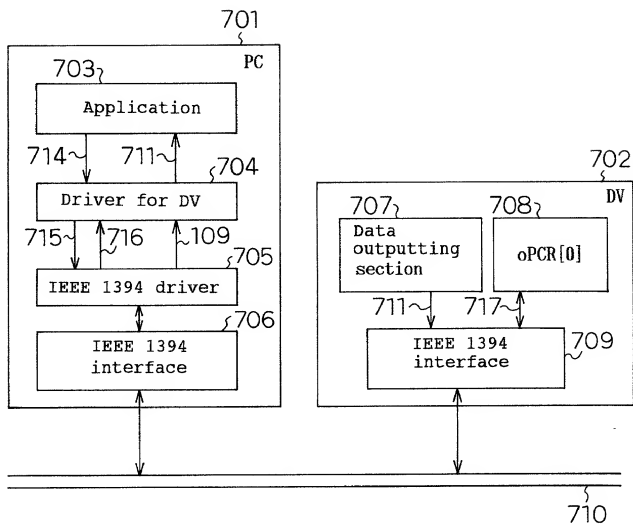 701
PC
703
Application
714
711
704
Driver for DV
715
716
109
705
IEEE 1394 driver
706
IEEE 1394
interface
702
DV
707
Data
outputting
section
708
oPCR[0]
711
717
IEEE 1394
interface
709
710